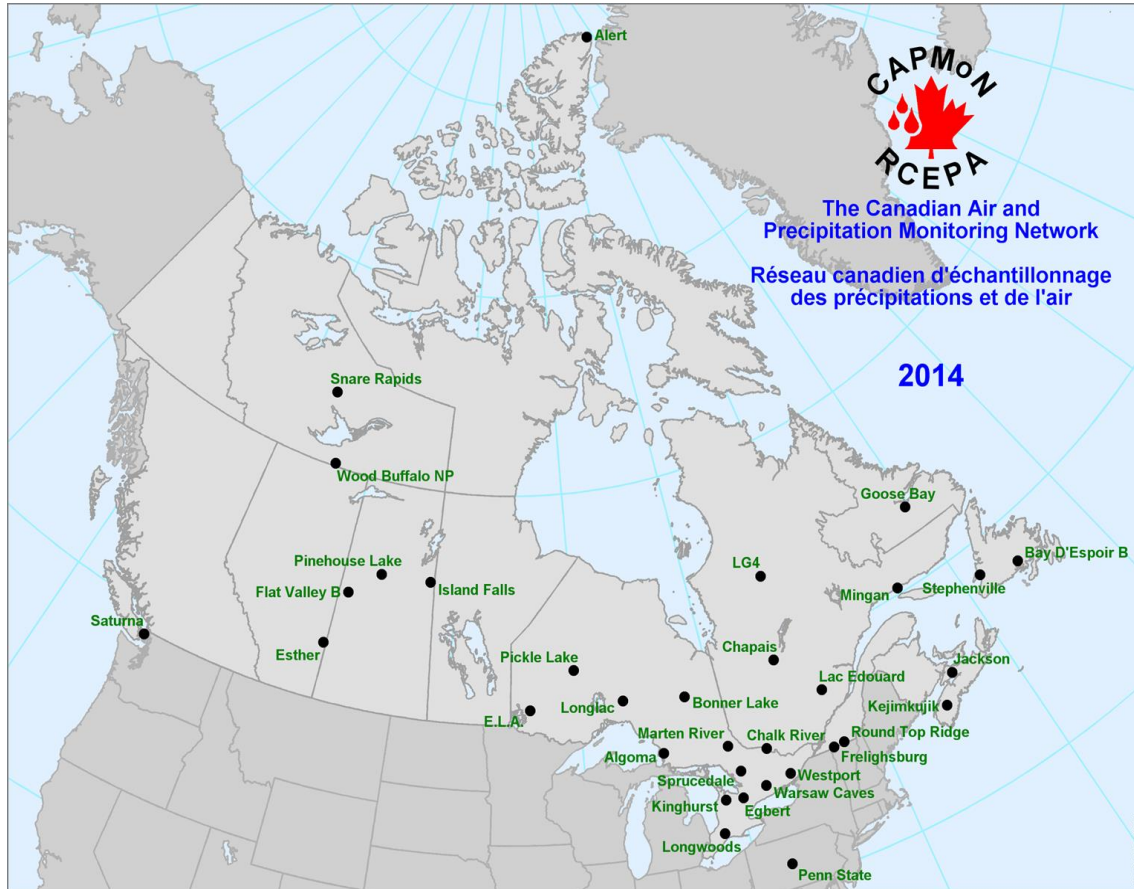 Alert
CAPMoN
RCEPA
The Canadian Air and
Precipitation Monitoring Network
Réseau canadien d'échantillonnage
des précipitations et de l'air
2014
Snare Rapids
Wood Buffalo NP
Goose Bay
Bay D'Espoir B
Pinehouse Lake
LG4
Flat Valley B
Island Falls
Mingan
Stephenville
Saturna
Esther
Pickle Lake
Chapais
Jackson
Lac Edouard
Longlac
Bonner Lake
Kejimkujik
E.L.A.
Marten River
Chalk River
Round Top Ridge
Algoma
Frelighsburg
Sprucedale
Westport
Warsaw Caves
Kinghurst
Egbert
Longwoods
Penn State